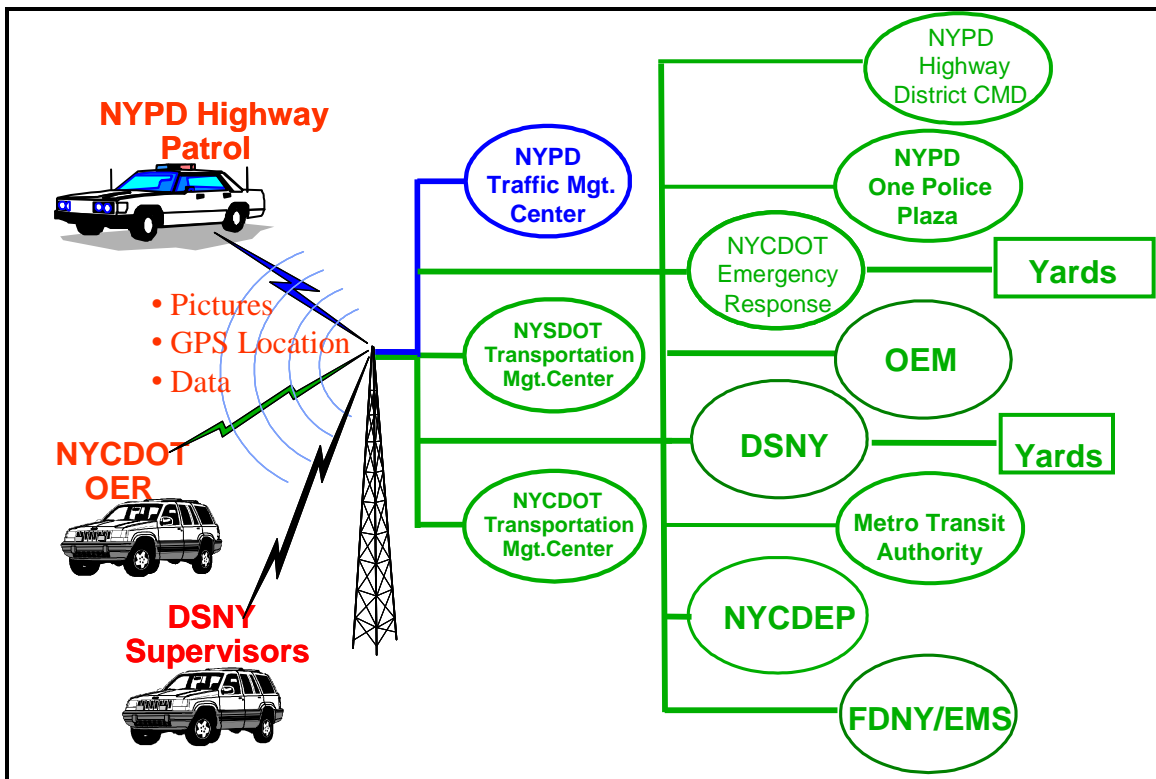 NYPD Highway
Patrol
• Pictures
• GPS Location
• Data
NYCDOT
OER
DSNY
Supervisors
NYPD
Traffic Mgt.
Center
NYSDOT
Transportation
Mgt.Center
NYCDOT
Transportation
Mgt.Center
NYPD
Highway
District CMD
NYPD
One Police
Plaza
NYCDOT
Emergency
Response
Yards
OEM
DSNY
Yards
Metro Transit
Authority
NYCDEP
FDNY/EMS